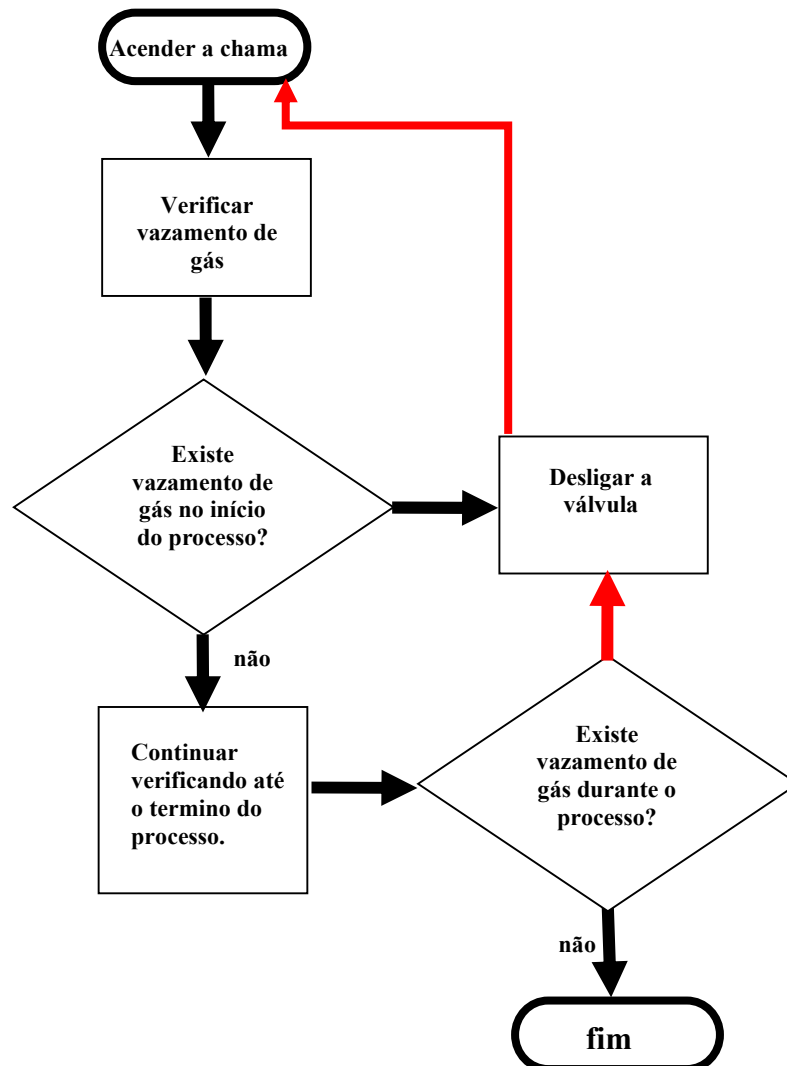 Acender a chama
Verificar
vazamento de
gás
Existe
vazamento de
gás no início
do processo?
Desligar a
válvula
não
Continuar
verificando até
o termino do
processo.
Existe
vazamento de
gás durante o
processo?
não
fim